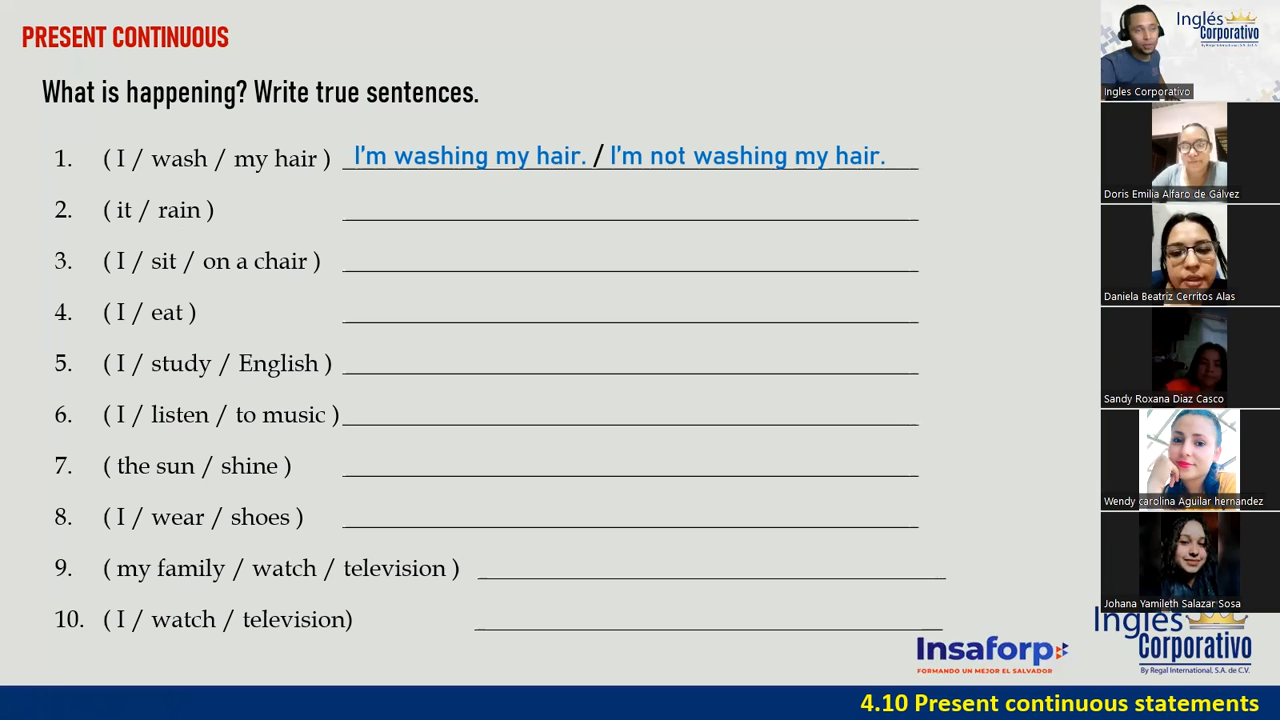 PRESENT CONTINUOUS
What is happening? Write true sentences.
1. ( I / wash / my hair ) I'm washing my hair. / I'm not washing my hair.
2. ( it / rain )
3. ( I / sit / on a chair )
4. ( I / eat )
5. ( I / study / English )
6. ( I / listen / to music )
7. ( the sun / shine )
8. ( I / wear / shoes )
9. ( my family / watch / television )
10. ( I / watch / television)
Insaforp
FORMANDO UN MEJOR EL SALVADOR
Inglés
Corporativo
By Regal International, S.A. de C.V.
4.10 Present continuous statements
Inglés
Corporativo
Ingles Corporativo
Doris Emilia Alfaro de Gálvez
Daniela Beatriz Cerritos Alas
Sandy Roxana Diaz Casco
Wendy carolina Aguilar hernandez
Johana Yamileth Salazar Sosa